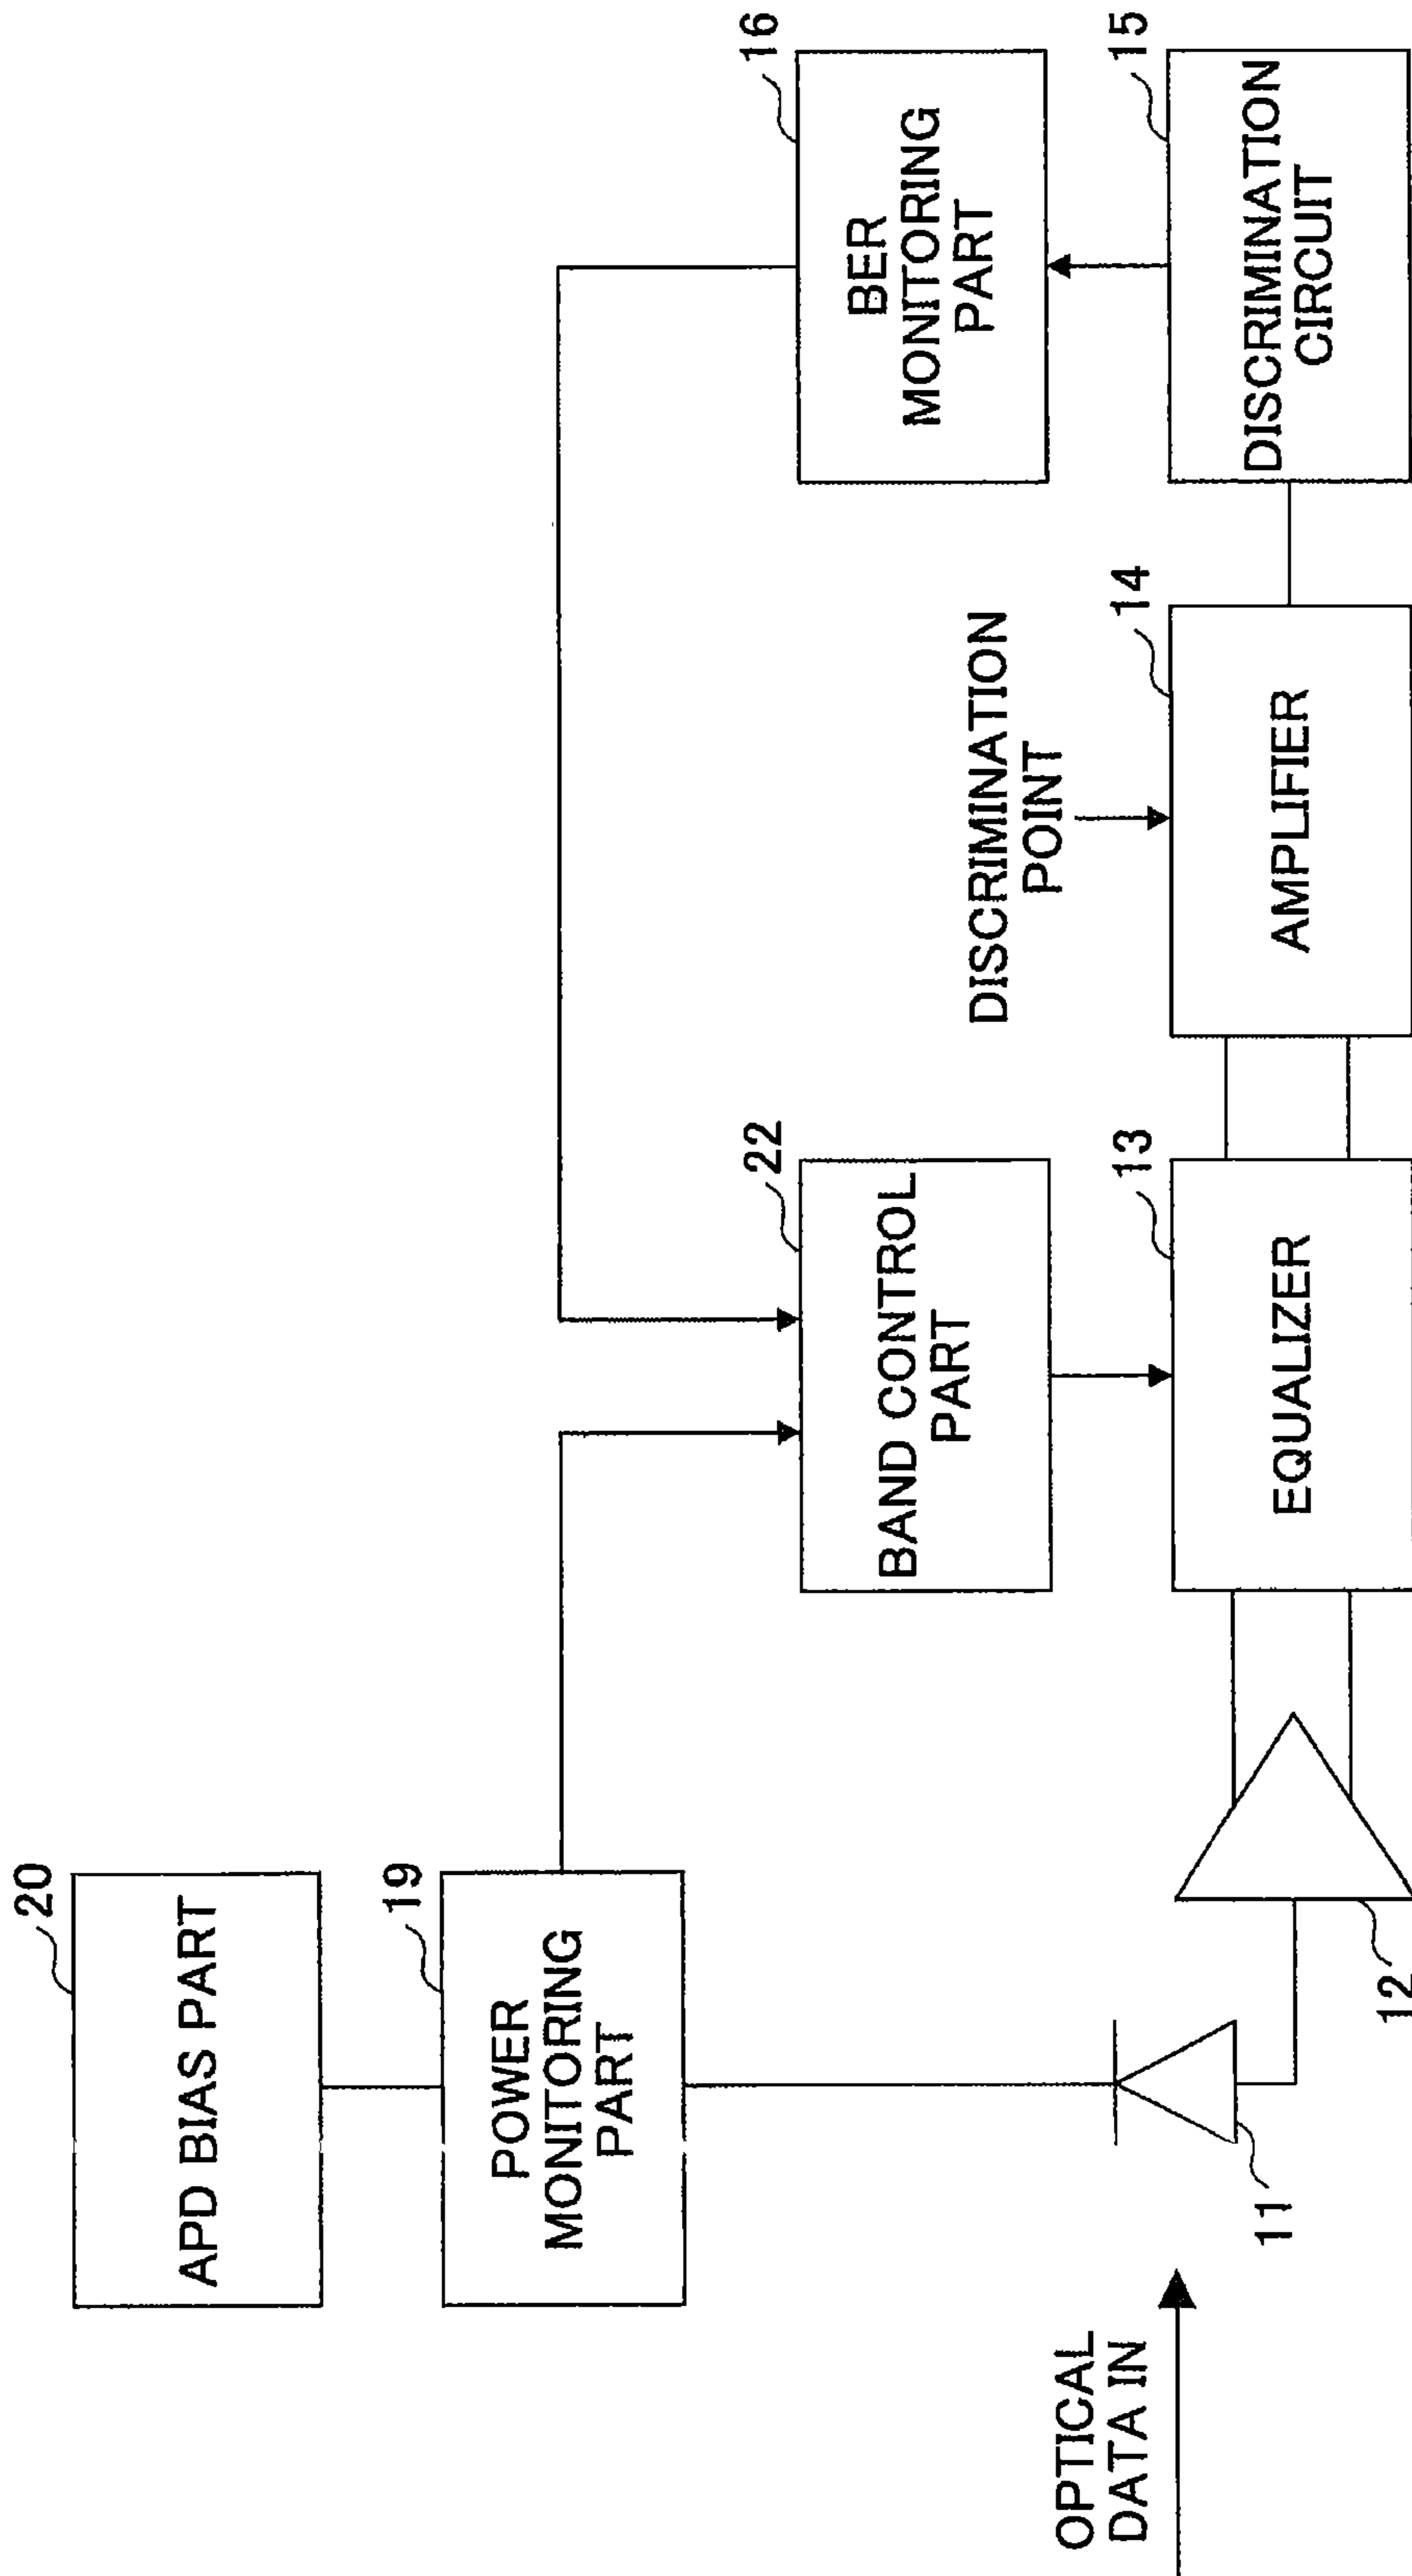 20
APD BIAS PART
19
POWER
MONITORING
PART
22
BAND CONTROL
PART
16
BER
MONITORING
PART
OPTICAL
DATA IN
11
12
13
EQUALIZER
DISCRIMINATION
POINT
14
AMPLIFIER
15
DISCRIMINATION
CIRCUIT